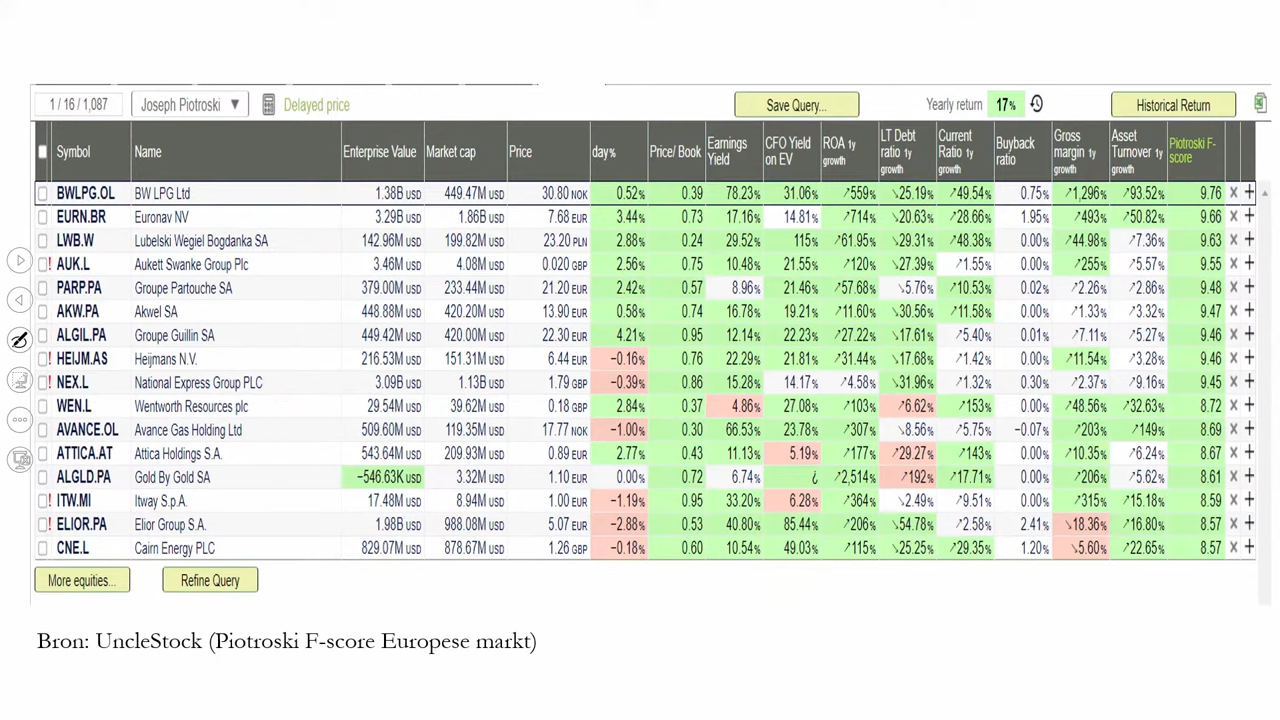 1 / 16 / 1,087 Joseph Piotroski ▼ Delayed price Save Query... Yearly return 17% Historical Return
Symbol Name Enterprise Value Market cap Price day% Price/ Book Earnings Yield CFO Yield on EV ROA 1y growth LT Debt ratio 1y growth Current Ratio 1y growth Buyback ratio Gross margin 1y growth Asset Turnover 1y growth Piotroski F-score
BWLPG.OL BW LPG Ltd 1.38B USD 449.47M USD 30.80 NOK 0.52% 0.39 78.23% 31.06% ↗559% ↘25.19% ↗49.54% 0.75% ↗1,296% ↗93.52% 9.76 × +
EURN.BR Euronav NV 3.29B USD 1.86B USD 7.68 EUR 3.44% 0.73 17.16% 14.81% ↗714% ↘20.63% ↗28.66% 1.95% ↗493% ↗50.82% 9.66 × +
LWB.W Lubelski Wegiel Bogdanka SA 142.96M USD 199.82M USD 23.20 PLN 2.88% 0.24 29.52% 115% ↗61.95% ↘29.31% ↗48.38% 0.00% ↗44.98% ↗7.36% 9.63 × +
! AUK.L Aukett Swanke Group Plc 3.46M USD 4.08M USD 0.020 GBP 2.56% 0.75 10.48% 21.55% ↗120% ↘27.39% ↗1.55% 0.00% ↗255% ↗5.57% 9.55 × +
PARP.PA Groupe Partouche SA 379.00M USD 233.44M USD 21.20 EUR 2.42% 0.57 8.96% 21.46% ↗57.68% ↘5.76% ↗10.53% 0.02% ↗2.26% ↗2.86% 9.48 × +
AKW.PA Akwel SA 448.88M USD 420.20M USD 13.90 EUR 0.58% 0.74 16.78% 19.21% ↗11.60% ↘30.56% ↗11.58% 0.00% ↗1.33% ↗3.32% 9.47 × +
ALGIL.PA Groupe Guillin SA 449.42M USD 420.00M USD 22.30 EUR 4.21% 0.95 12.14% 22.23% ↗27.22% ↘17.61% ↗5.40% 0.01% ↗7.11% ↗5.27% 9.46 × +
! HEIJM.AS Heijmans N.V. 216.53M USD 151.31M USD 6.44 EUR −0.16% 0.76 22.29% 21.81% ↗31.44% ↘17.68% ↗1.42% 0.00% ↗11.54% ↗3.28% 9.46 × +
! NEX.L National Express Group PLC 3.09B USD 1.13B USD 1.79 GBP −0.39% 0.86 15.28% 14.17% ↗4.58% ↘31.96% ↗1.32% 0.30% ↗2.37% ↗9.16% 9.45 × +
WEN.L Wentworth Resources plc 29.54M USD 39.62M USD 0.18 GBP 2.84% 0.37 4.86% 27.08% ↗103% ↗6.62% ↗153% 0.00% ↗48.56% ↗32.63% 8.72 × +
AVANCE.OL Avance Gas Holding Ltd 509.60M USD 119.35M USD 17.77 NOK −1.00% 0.30 66.53% 23.78% ↗307% ↘8.56% ↗5.75% −0.07% ↗203% ↗149% 8.69 × +
ATTICA.AT Attica Holdings S.A. 543.64M USD 209.93M USD 0.89 EUR 2.77% 0.43 11.13% 5.19% ↗177% ↗29.27% ↗143% 0.00% ↗10.35% ↗6.24% 8.67 × +
ALGLD.PA Gold By Gold SA −546.63K USD 3.32M USD 1.10 EUR 0.00% 0.72 6.74% ¿ ↗2,514% ↗192% ↗17.71% 0.00% ↗206% ↗5.62% 8.61 × +
! ITW.MI Itway S.p.A. 17.48M USD 8.94M USD 1.00 EUR −1.19% 0.95 33.20% 6.28% ↗364% ↘2.49% ↗9.51% 0.00% ↗315% ↗15.18% 8.59 × +
! ELIOR.PA Elior Group S.A. 1.98B USD 988.08M USD 5.07 EUR −2.88% 0.53 40.80% 85.44% ↗206% ↘54.78% ↗2.58% 2.41% ↘18.36% ↗16.80% 8.57 × +
CNE.L Cairn Energy PLC 829.07M USD 878.67M USD 1.26 GBP −0.18% 0.60 10.54% 49.03% ↗115% ↘25.25% ↗29.35% 1.20% ↘5.60% ↗22.65% 8.57 × +
More equities... Refine Query
Bron: UncleStock (Piotroski F-score Europese markt)